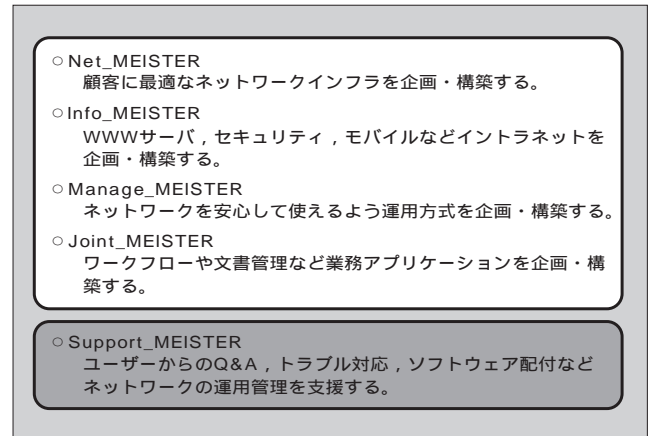 ○Net_MEISTER
顧客に最適なネットワークインフラを企画・構築する。
○Info_MEISTER
WWWサーバ，セキュリティ，モバイルなどイントラネットを
企画・構築する。
○Manage_MEISTER
ネットワークを安心して使えるよう運用方式を企画・構築する。
○Joint_MEISTER
ワークフローや文書管理など業務アプリケーションを企画・構
築する。
○Support_MEISTER
ユーザーからのQ&A，トラブル対応，ソフトウェア配付など
ネットワークの運用管理を支援する。